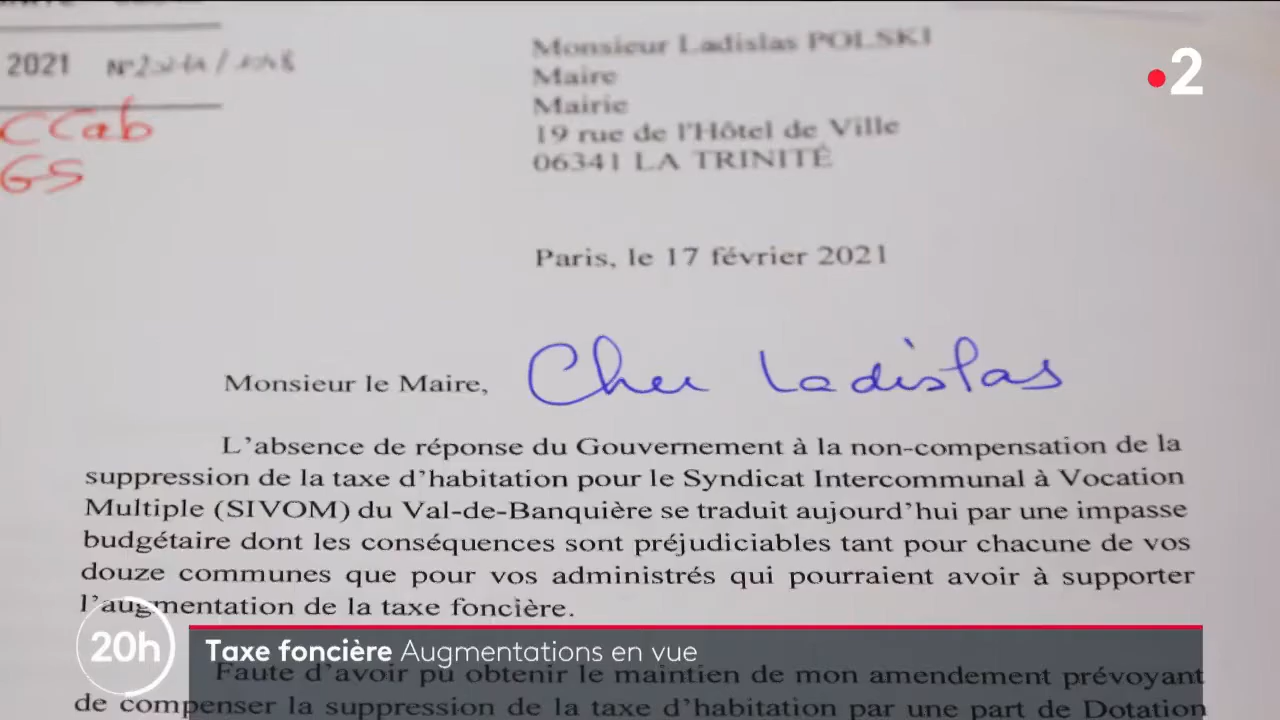 2021
Monsieur Ladislas POLSKI
Maire
Mairie
19 rue de l'Hôtel de Ville
06341 LA TRINITÉ
2
CCab
GS
Paris, le 17 février 2021
Monsieur le Maire, Cher Ladislas
L'absence de réponse du Gouvernement à la non-compensation de la
suppression de la taxe d'habitation pour le Syndicat Intercommunal à Vocation
Multiple (SIVOM) du Val-de-Banquière se traduit aujourd'hui par une impasse
budgétaire dont les conséquences sont préjudiciables tant pour chacune de vos
douze communes que pour vos administrés qui pourraient avoir à supporter
l'augmentation de la taxe foncière.
20h
Taxe foncière Augmentations en vue
Faute d'avoir pu obtenir le maintien de mon amendement prévoyant
de compenser la suppression de la taxe d'habitation par une part de Dotation